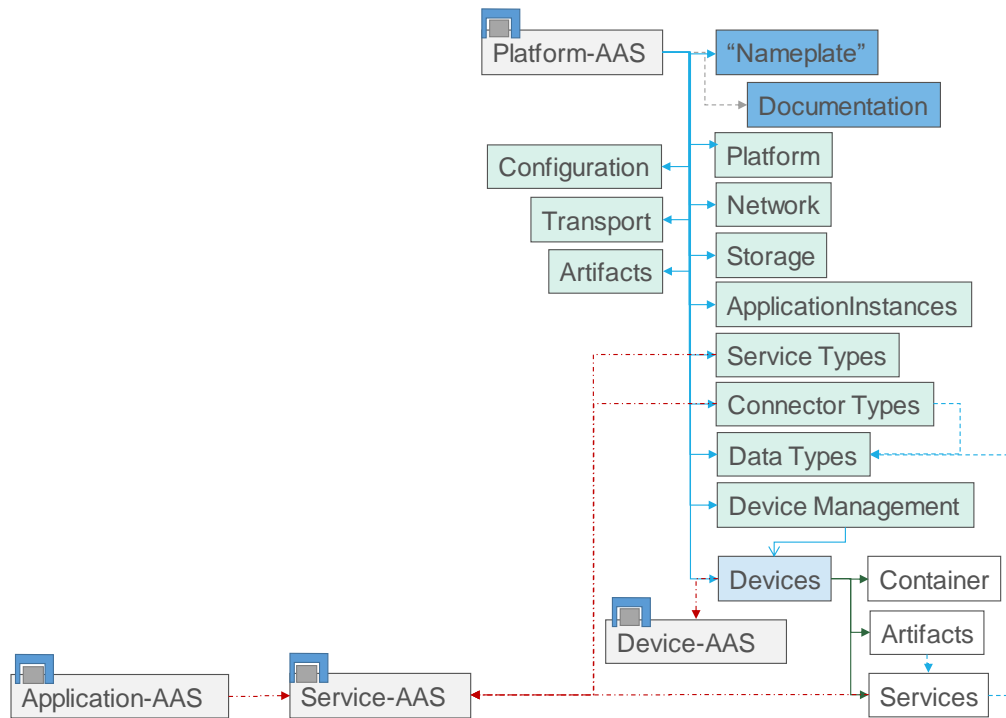 Platform-AAS
“Nameplate”
Documentation
Platform
Configuration
Network
Transport
Storage
Artifacts
ApplicationInstances
Service Types
Connector Types
Data Types
Device Management
Devices
Container
Device-AAS
Artifacts
Application-AAS
Service-AAS
Services